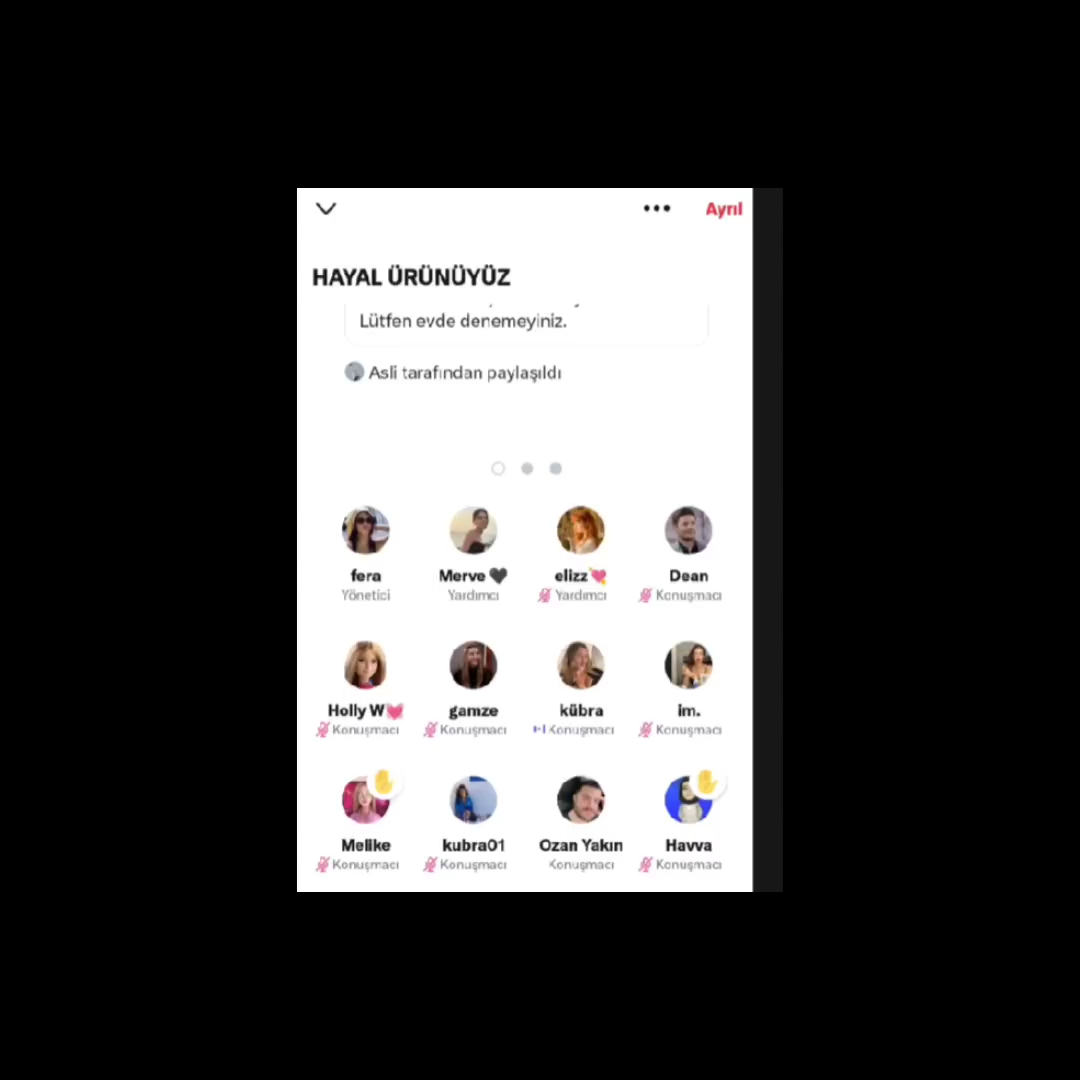 Ayrıl
HAYAL ÜRÜNÜYÜZ
Lütfen evde denemeyiniz.
Asli tarafından paylaşıldı
fera
Merve🖤
elizz💘
Dean
Yönetici
Yardımcı
Yardımcı
Konuşmacı
Holly W💓
gamze
kübra
im.
Konuşmacı
Konuşmacı
Konuşmacı
Konuşmacı
Melike
kubra01
Ozan Yakın
Havva
Konuşmacı
Konuşmacı
Konuşmacı
Konuşmacı